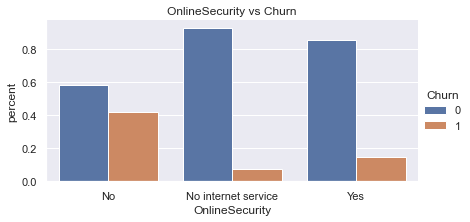 OnlineSecurity vs Churn
percent
0.8
0.6
0.4
0.2
0.0
No
No internet service
Yes
OnlineSecurity
Churn
0
1